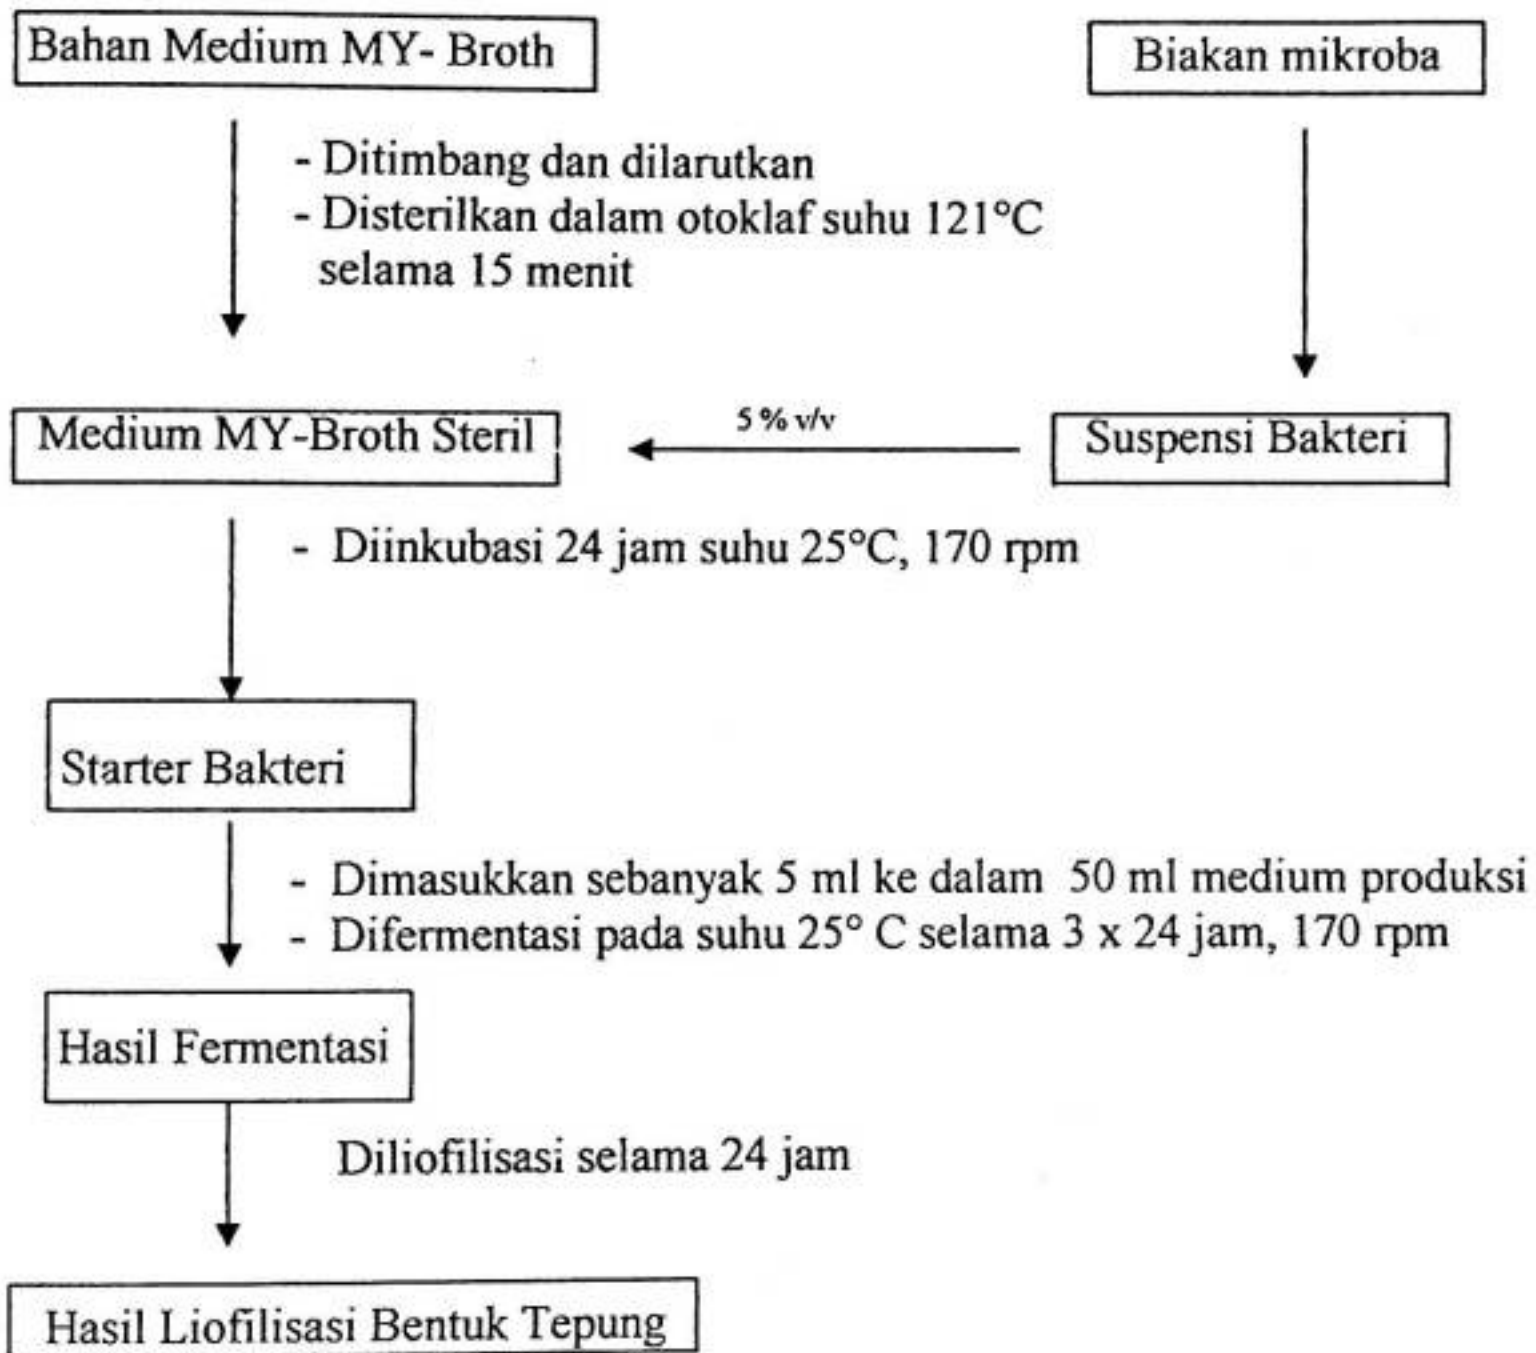 Bahan Medium MY- Broth
Biakan mikroba
- Ditimbang dan dilarutkan
- Disterilkan dalam otoklaf suhu 121°C
selama 15 menit
Medium MY-Broth Steril
5 % v/v
Suspensi Bakteri
- Diinkubasi 24 jam suhu 25°C, 170 rpm
Starter Bakteri
- Dimasukkan sebanyak 5 ml ke dalam 50 ml medium produksi
- Difermentasi pada suhu 25° C selama 3 x 24 jam, 170 rpm
Hasil Fermentasi
Diliofilisasi selama 24 jam
Hasil Liofilisasi Bentuk Tepung